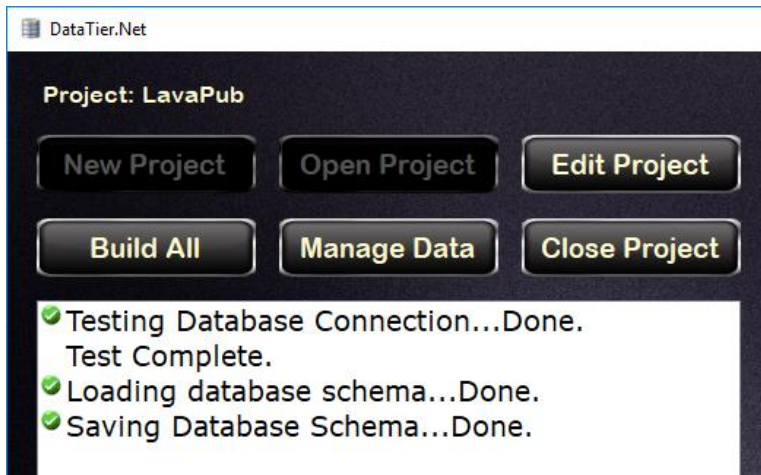 DataTier.Net
Project: LavaPub
New Project Open Project Edit Project
Build All Manage Data Close Project
Testing Database Connection...Done.
Test Complete.
Loading database schema...Done.
Saving Database Schema...Done.